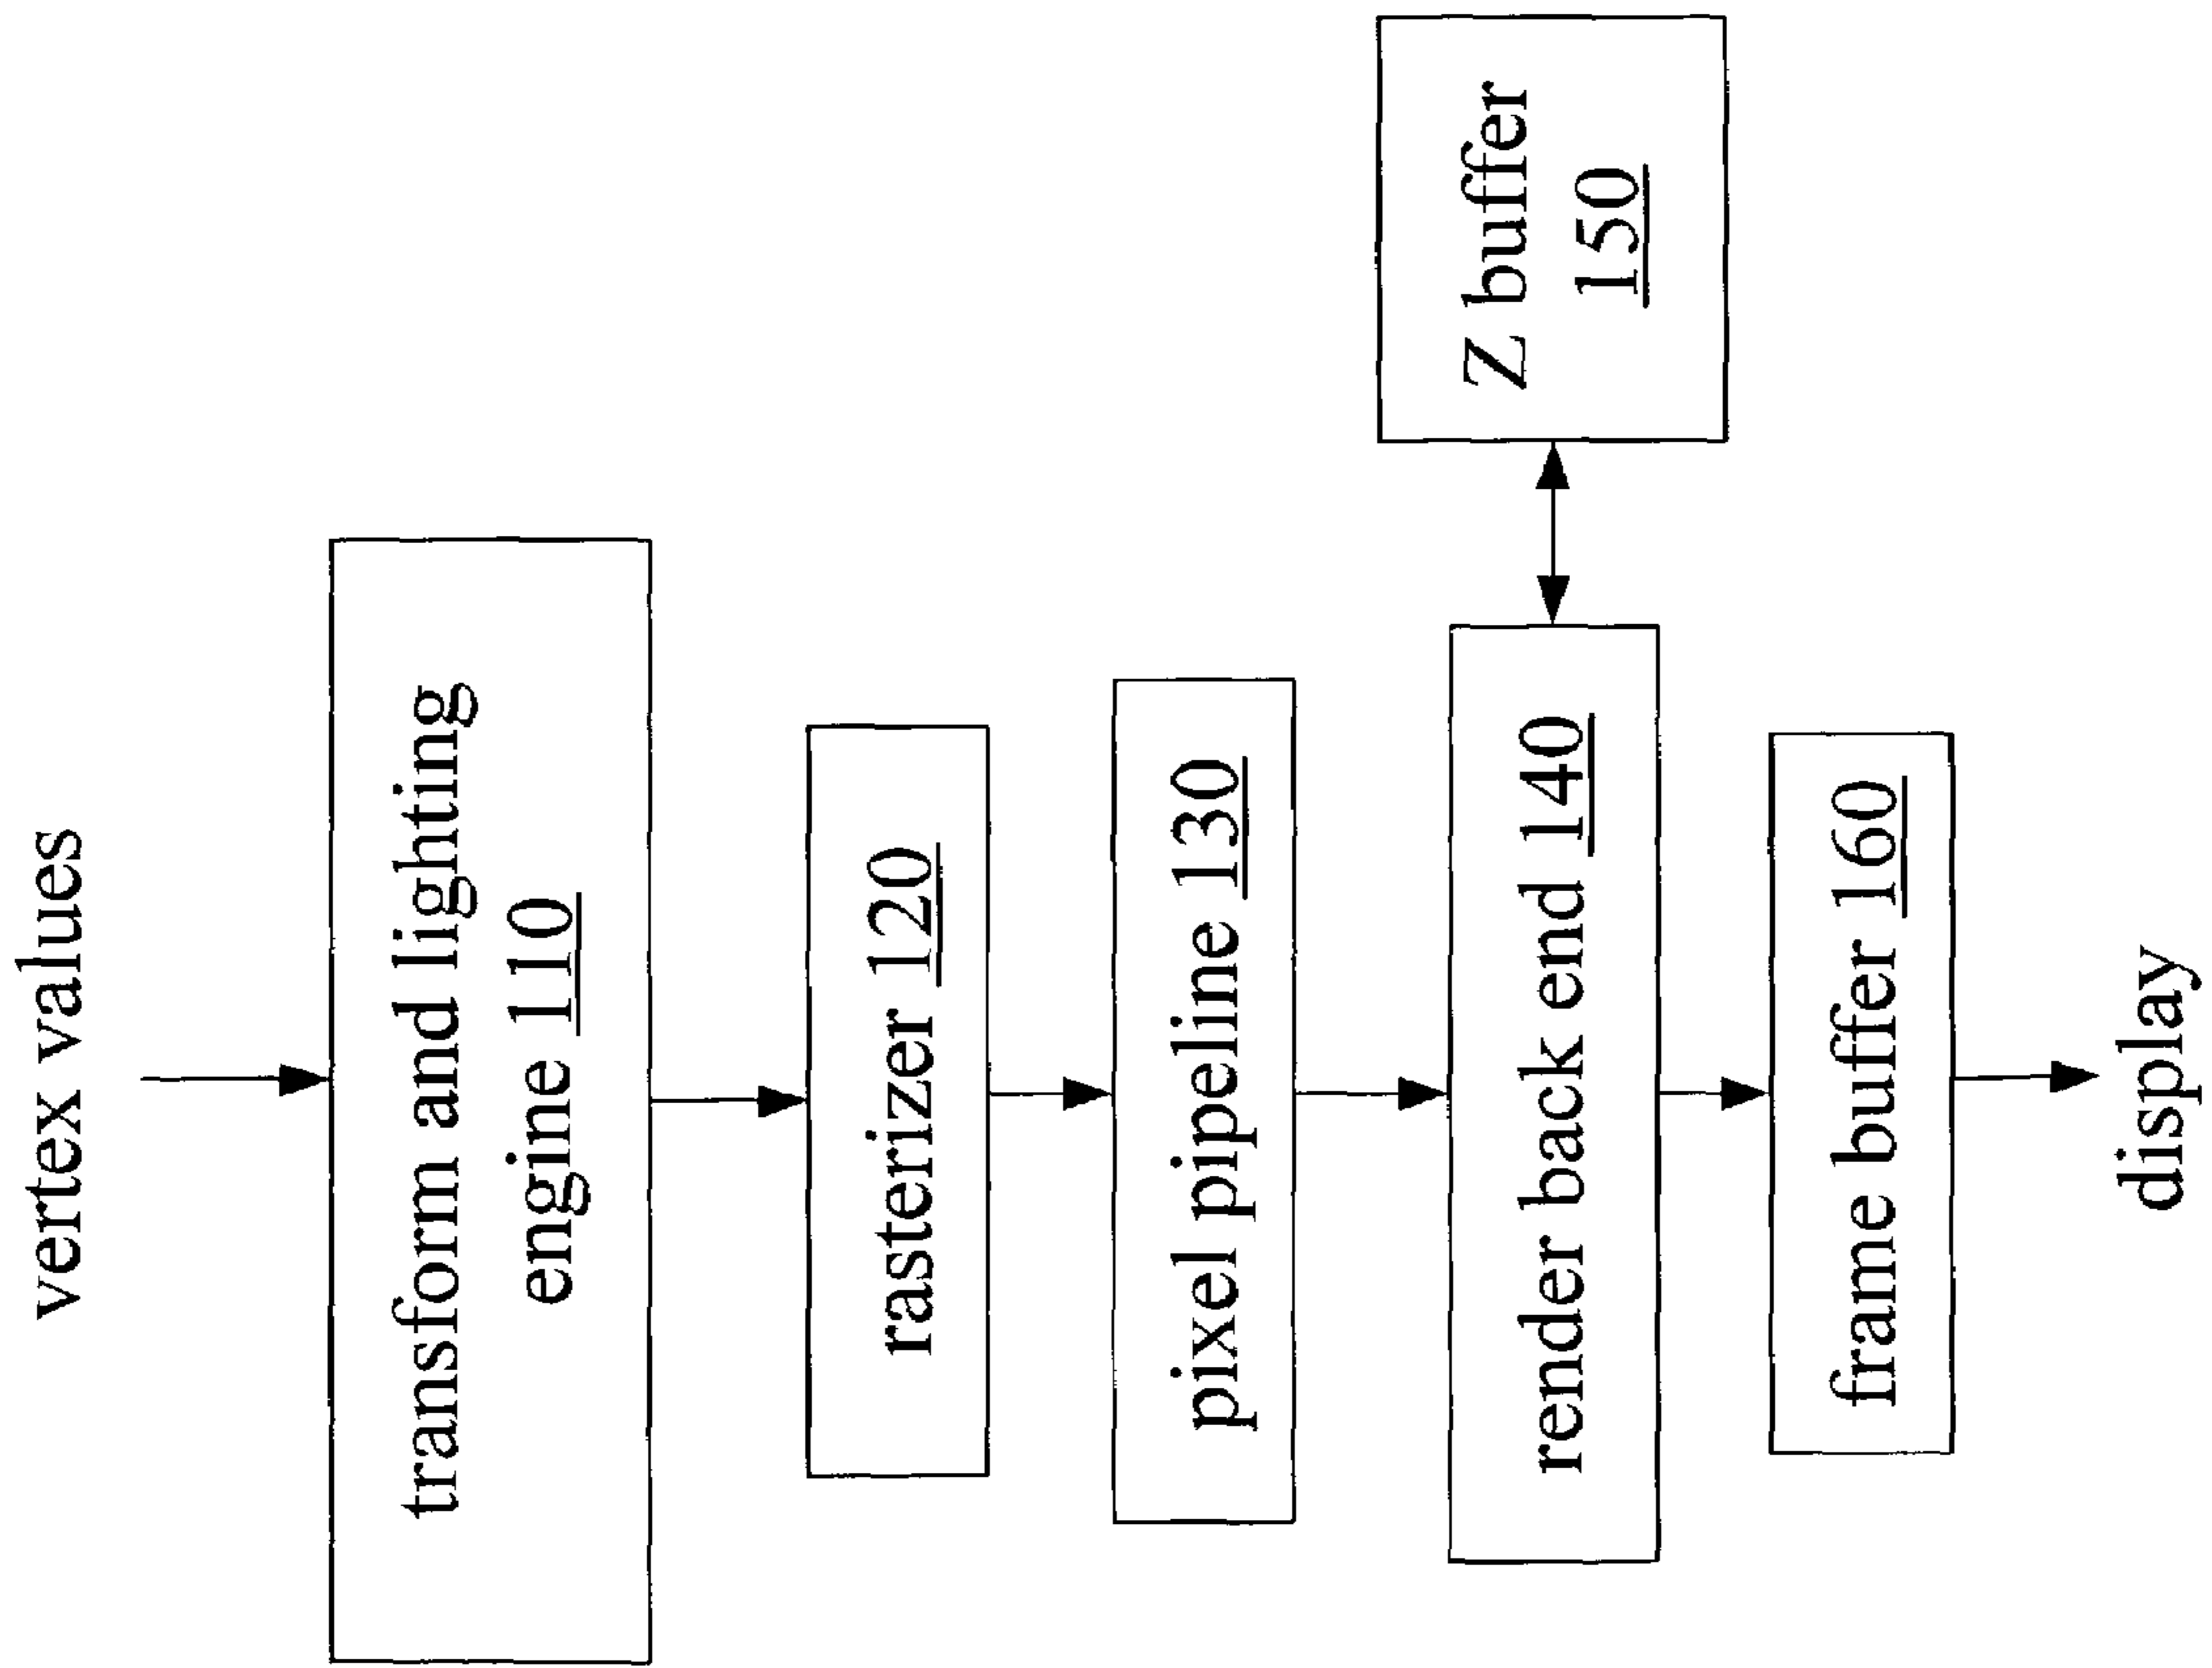 vertex values
transform and lighting
engine 110
rasterizer 120
pixel pipeline 130
render back end 140
Z buffer
150
frame buffer 160
display